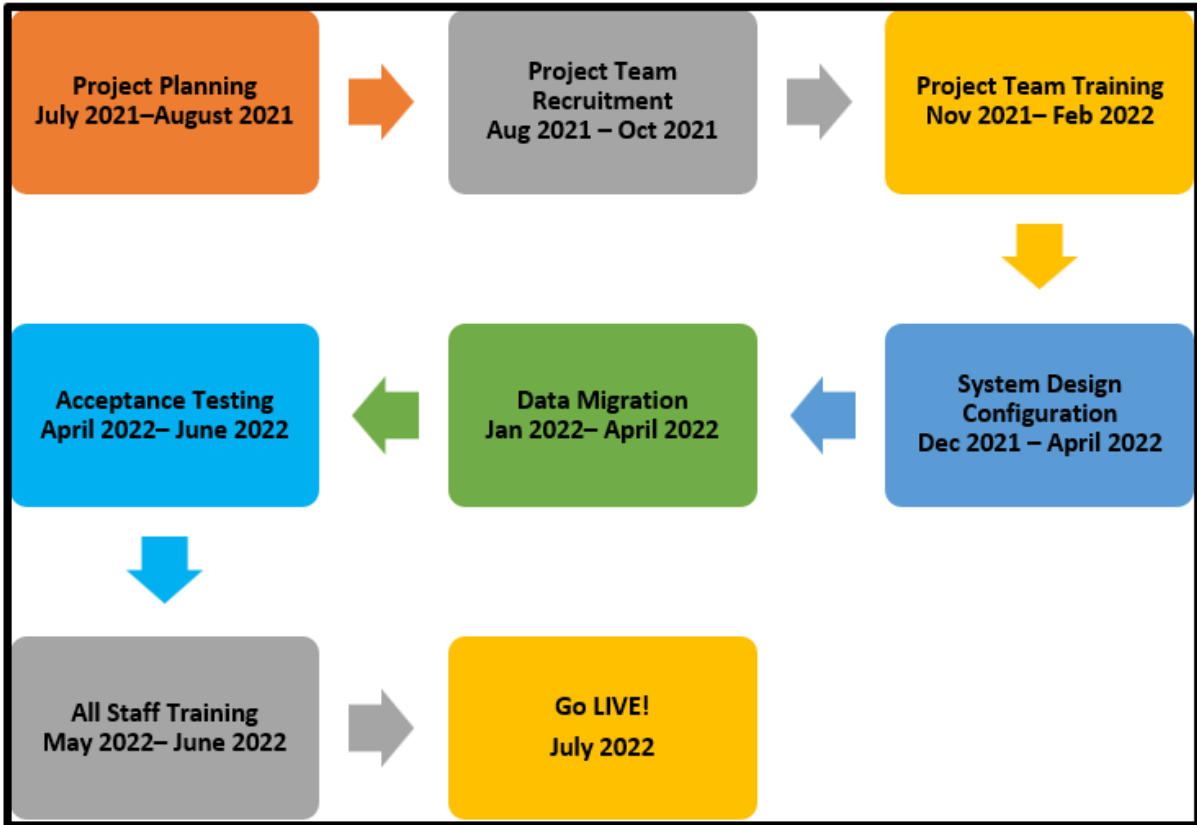 Project Planning
July 2021–August 2021
Project Team
Recruitment
Aug 2021 – Oct 2021
Project Team Training
Nov 2021– Feb 2022
System Design
Configuration
Dec 2021 – April 2022
Data Migration
Jan 2022– April 2022
Acceptance Testing
April 2022– June 2022
All Staff Training
May 2022– June 2022
Go LIVE!
July 2022